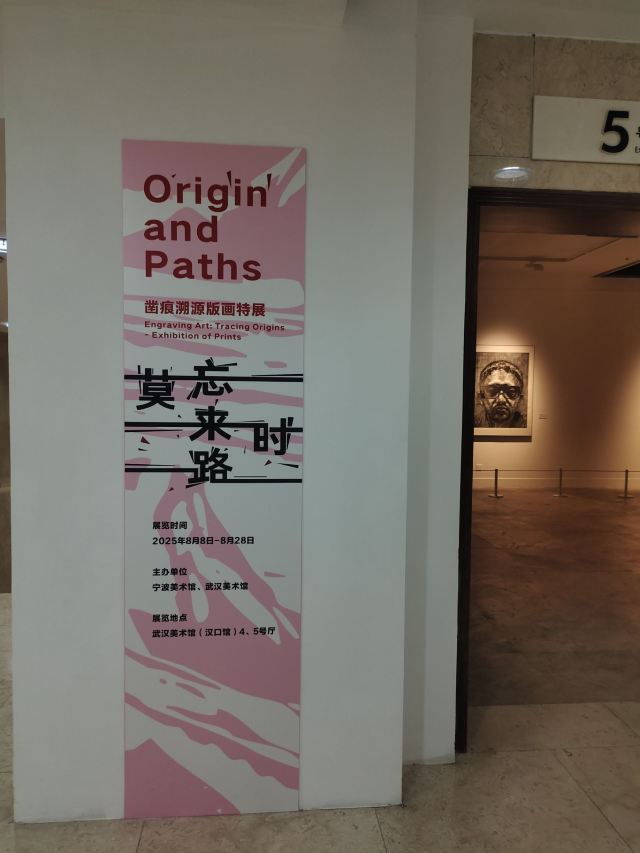 Origin
and
Paths
凿痕溯源版画特展
Engraving Art: Tracing Origins
- Exhibition of Prints
莫忘来时路
展览时间
2025年8月8日-8月28日
主办单位
宁波美术馆、武汉美术馆
展览地点
武汉美术馆（汉口馆）4、5号厅
5